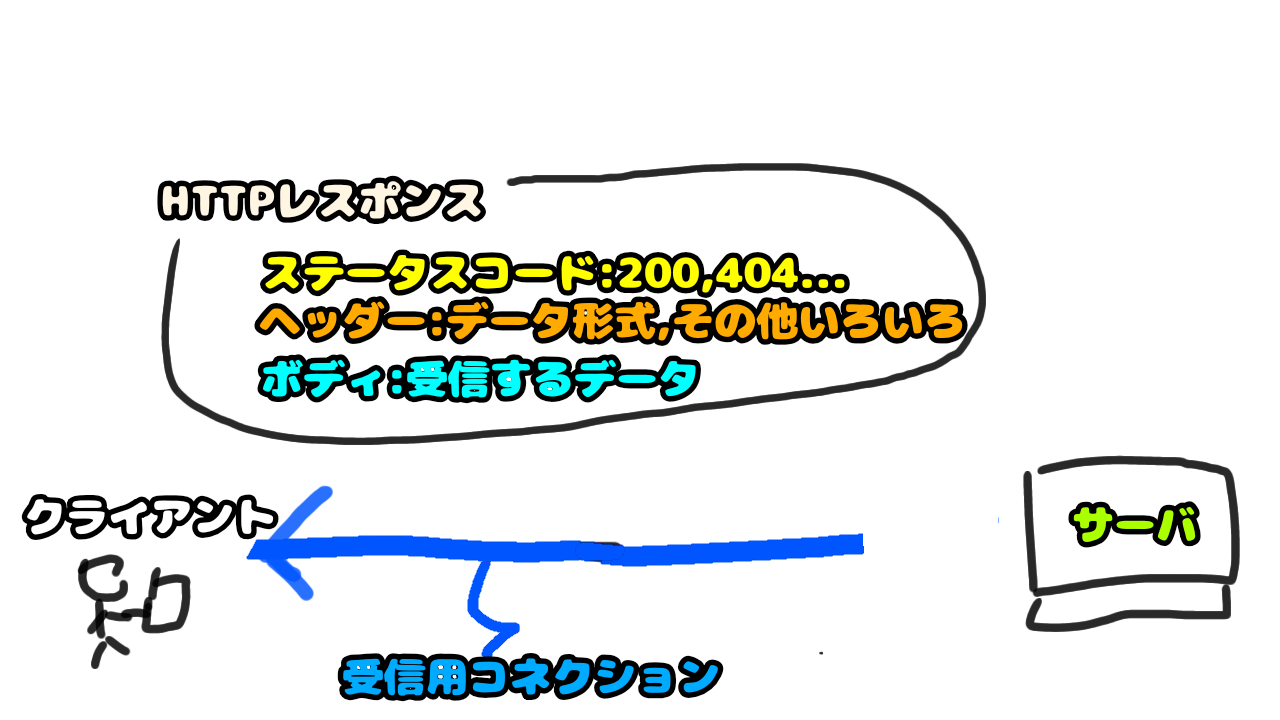 HTTPレスポンス
ステータスコード:200,404...
ヘッダー:データ形式,その他いろいろ
ボディ:受信するデータ
クライアント
サーバ
受信用コネクション